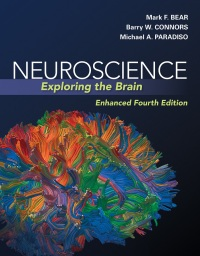 Mark F. BEAR
Barry W. CONNORS
Michael A. PARADISO
NEUROSCIENCE
Exploring the Brain
Enhanced Fourth Edition